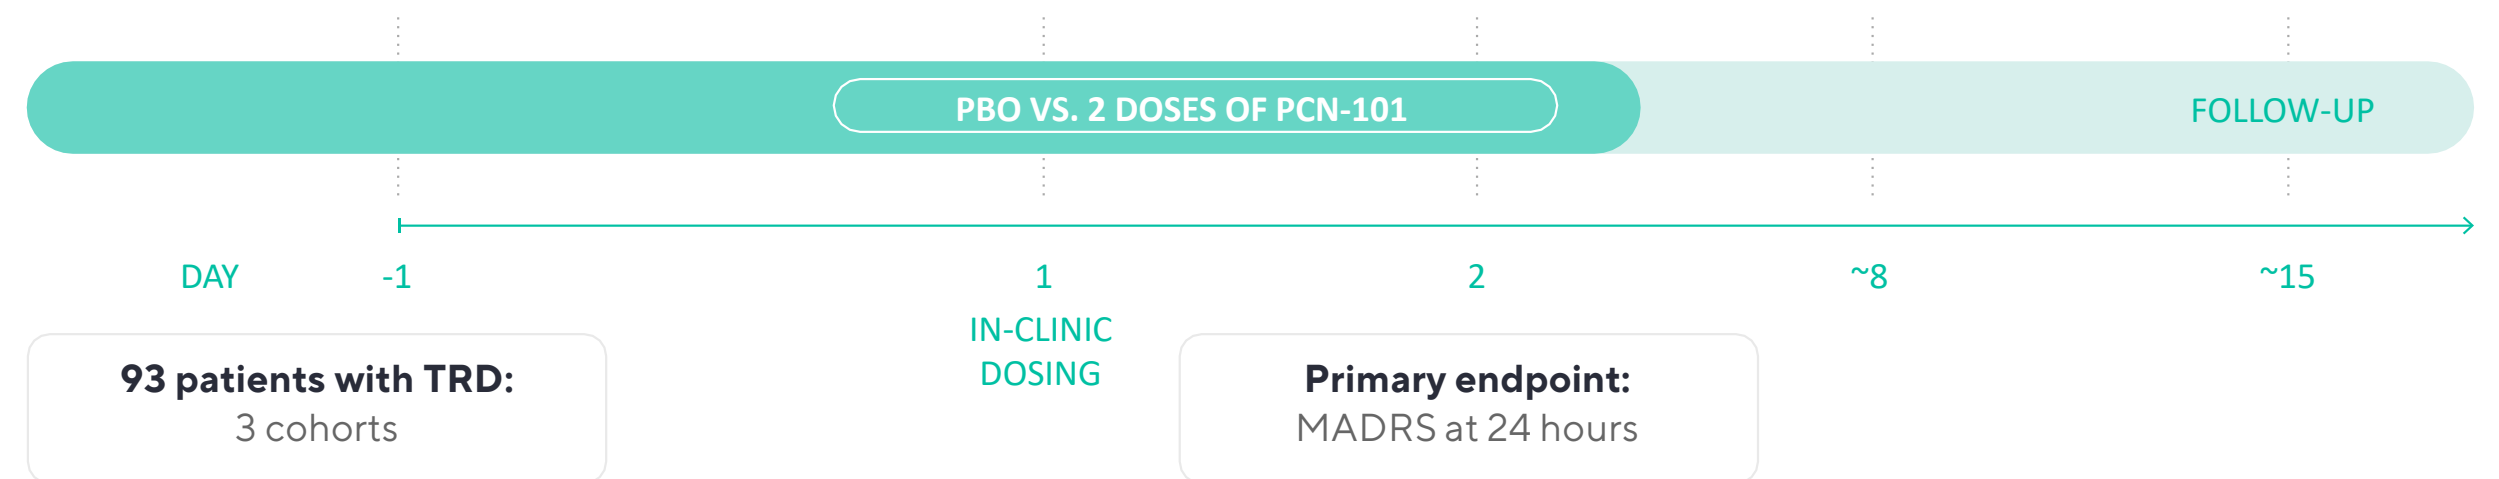 PBO VS. 2 DOSES OF PCN-101
FOLLOW-UP
DAY -1 1 2 ~8 ~15
IN-CLINIC
DOSING
93 patients with TRD:
3 cohorts
Primary endpoint:
MADRS at 24 hours